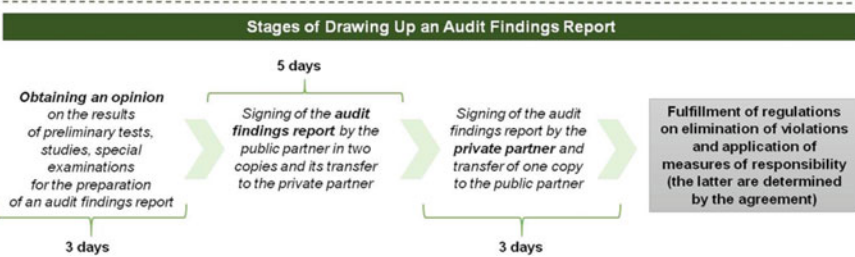 Stages of Drawing Up an Audit Findings Report
5 days
Obtaining an opinion
on the results
of preliminary tests,
studies, special
examinations
for the preparation
of an audit findings report
3 days
Signing of the audit
findings report by the
public partner in two
copies and its transfer
to the private partner
Signing of the audit
findings report by the
private partner and
transfer of one copy
to the public partner
3 days
Fulfillment of regulations
on elimination of violations
and application of
measures of responsibility
(the latter are determined
by the agreement)